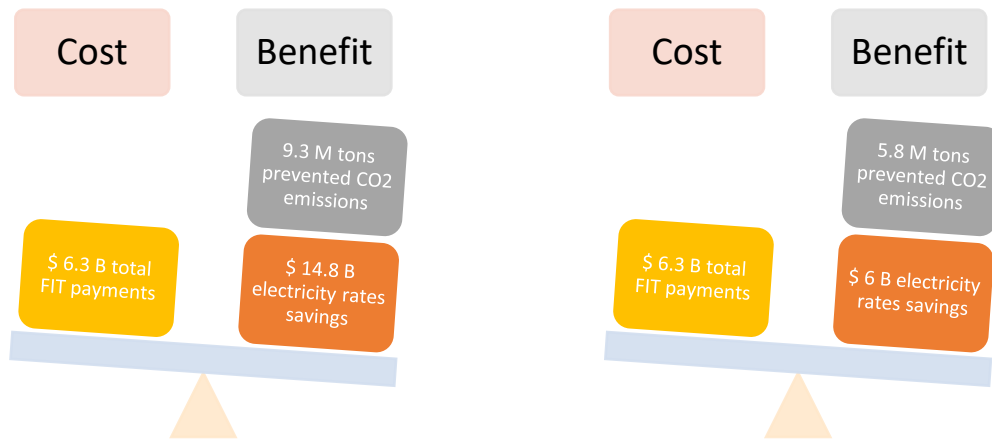 Cost
Benefit
9.3 M tons
prevented CO2
emissions
$ 6.3 B total
FIT payments
$ 14.8 B
electricity rates
savings
Cost
Benefit
5.8 M tons
prevented CO2
emissions
$ 6.3 B total
FIT payments
$ 6 B electricity
rates savings